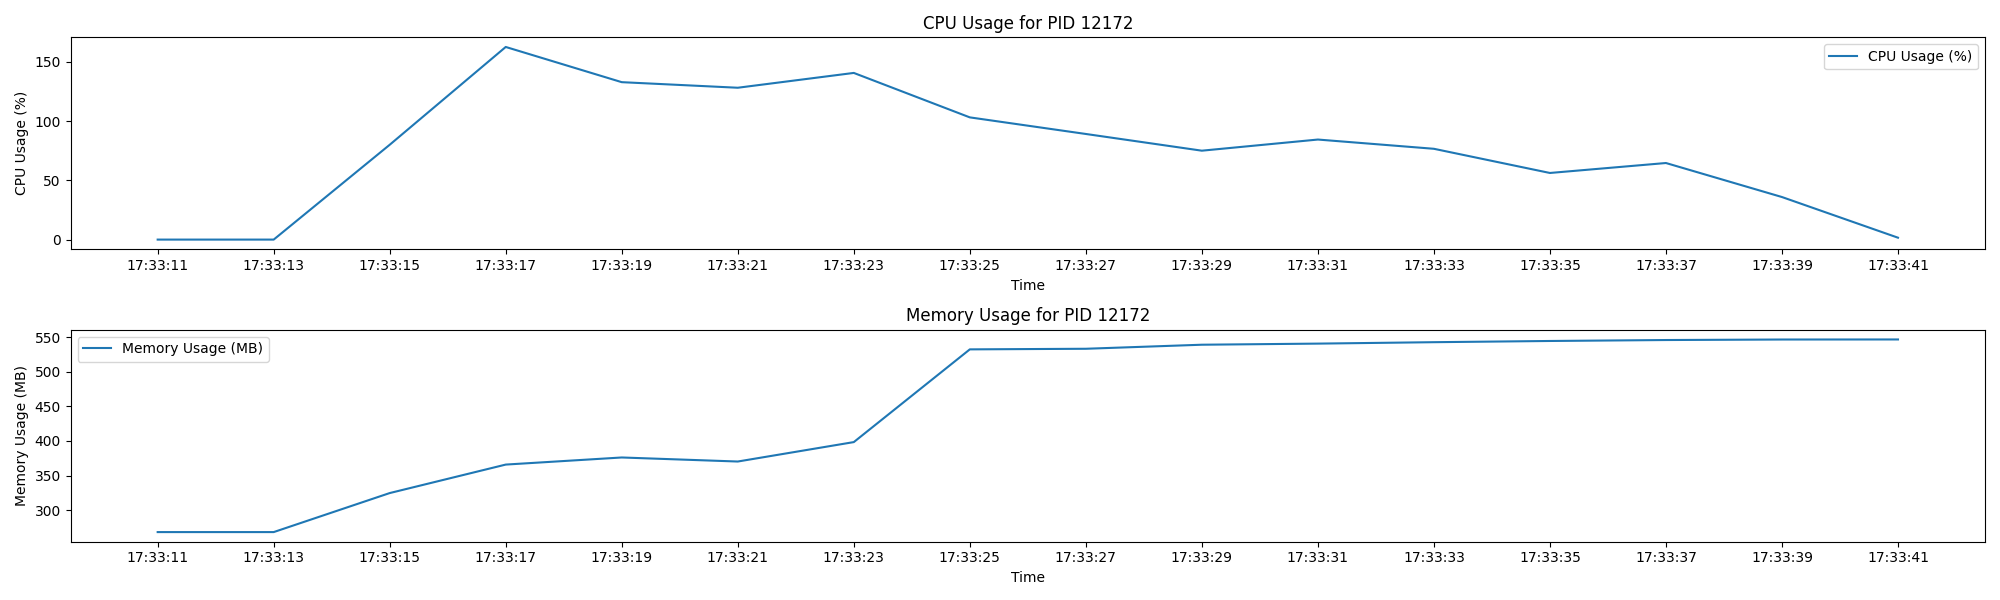 CPU Usage for PID 12172
CPU Usage (%)
150
100
50
0
CPU Usage (%)
17:33:11 17:33:13 17:33:15 17:33:17 17:33:19 17:33:21 17:33:23 17:33:25 17:33:27 17:33:29 17:33:31 17:33:33 17:33:35 17:33:37 17:33:39 17:33:41
Time
Memory Usage for PID 12172
Memory Usage (MB)
550
500
450
400
350
300
Memory Usage (MB)
17:33:11 17:33:13 17:33:15 17:33:17 17:33:19 17:33:21 17:33:23 17:33:25 17:33:27 17:33:29 17:33:31 17:33:33 17:33:35 17:33:37 17:33:39 17:33:41
Time